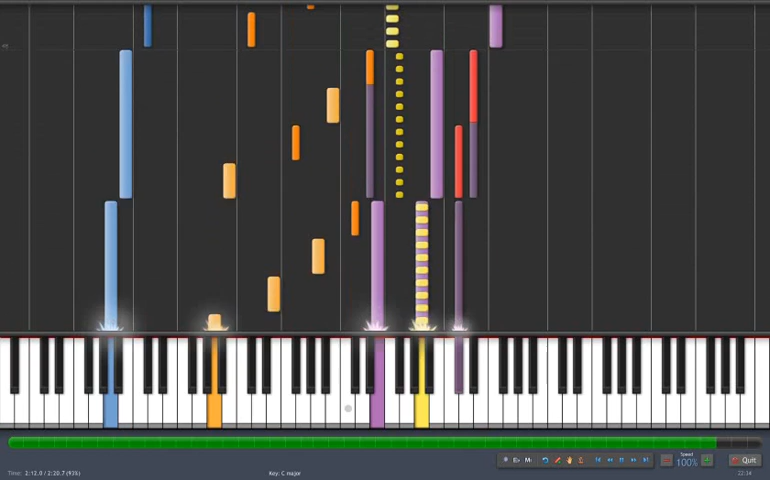 Speed
Time: 2:12.0 / 2:20.7 (93%)
Key: C major
100%
Quit
22:34